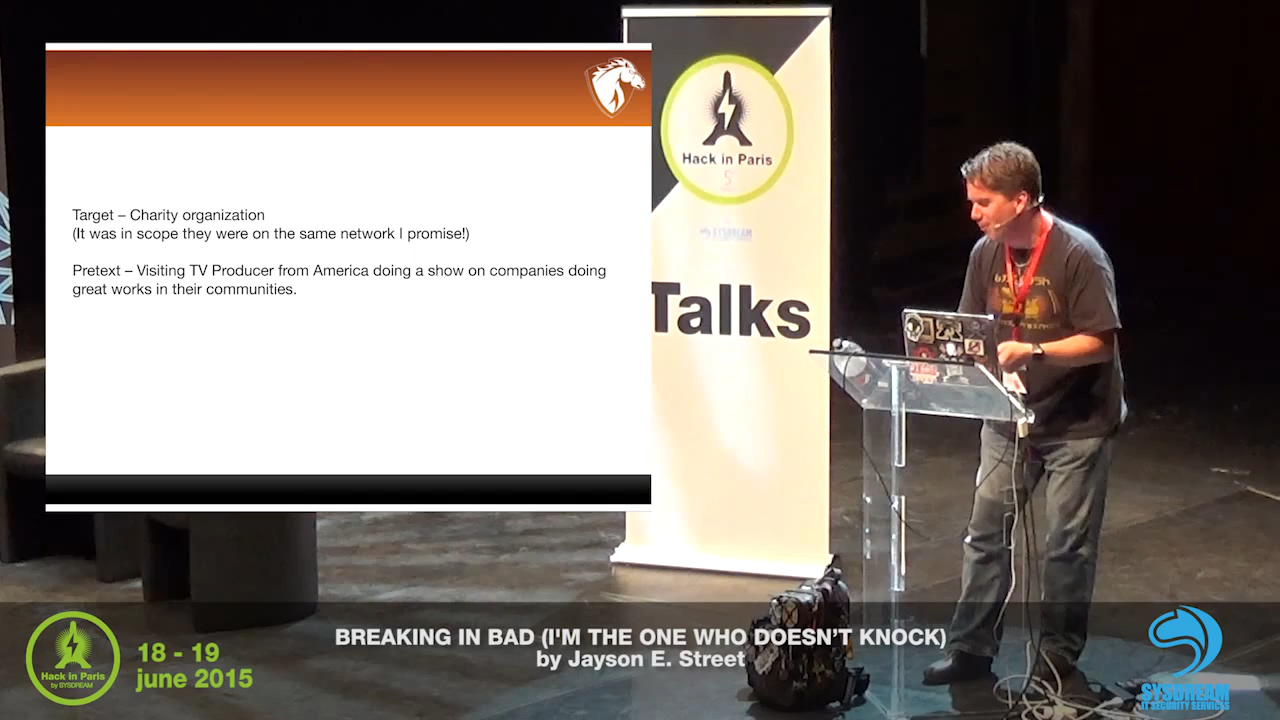 Target – Charity organization
(It was in scope they were on the same network I promise!)
Pretext – Visiting TV Producer from America doing a show on companies doing
great works in their communities.
Hack in Paris
SYSDREAM
Talks
BREAKING IN BAD (I'M THE ONE WHO DOESN’T KNOCK)
by Jayson E. Street
Hack in Paris
by SYSDREAM
18 - 19
june 2015
SYSDREAM
IT SECURITY SERVICES